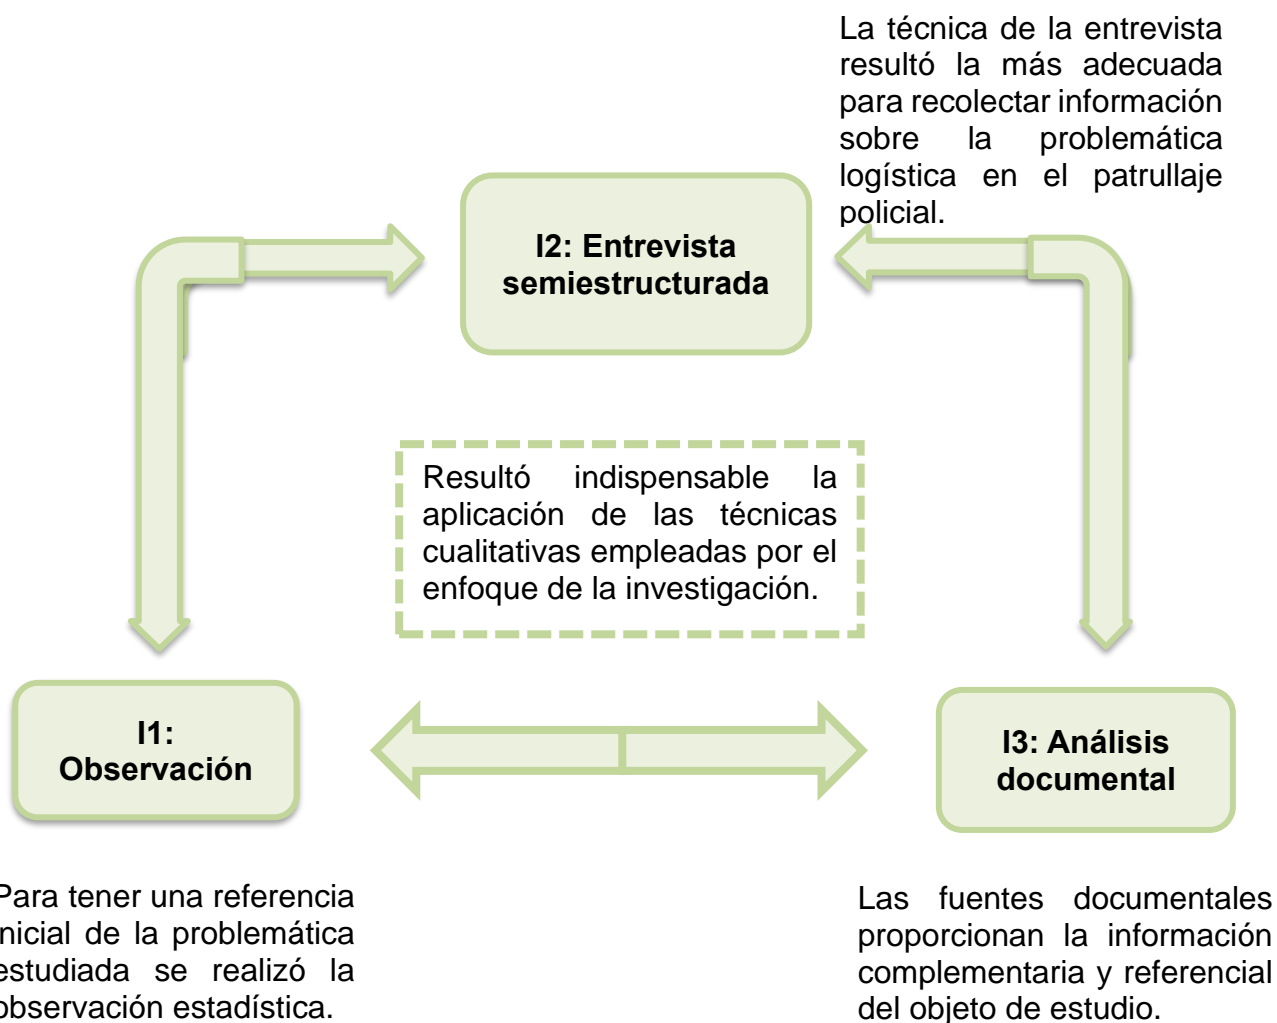 La técnica de la entrevista
resultó la más adecuada
para recolectar información
sobre la problemática
logística en el patrullaje
policial.
I2: Entrevista
semiestructurada
Resultó indispensable la
aplicación de las técnicas
cualitativas empleadas por el
enfoque de la investigación.
I1:
Observación
I3: Análisis
documental
Para tener una referencia
inicial de la problemática
estudiada se realizó la
observación estadística.
Las fuentes documentales
proporcionan la información
complementaria y referencial
del objeto de estudio.